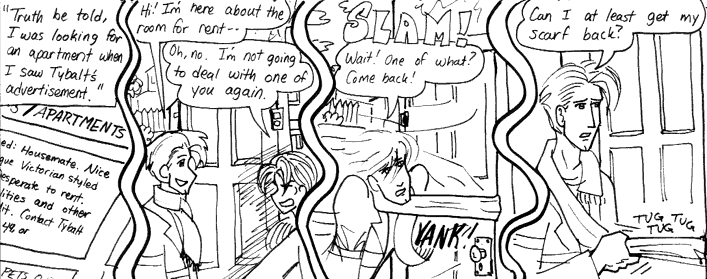 "Truth be told,
I was looking for
an apartment when
I saw Tybalt's
advertisement."
APARTMENTS
ed: Housemate. Nice
que Victorian styled
esperate to rent.
lities and other
it. Contact Tybalt
or
PETS
Hi! I'm here about the
room for rent--
Oh, no. I'm not going
to deal with one of
you again.
SLAM!
Wait! One of what?
Come back!
YANK!!
Can I at least get my
scarf back?
TUG TUG
TUG